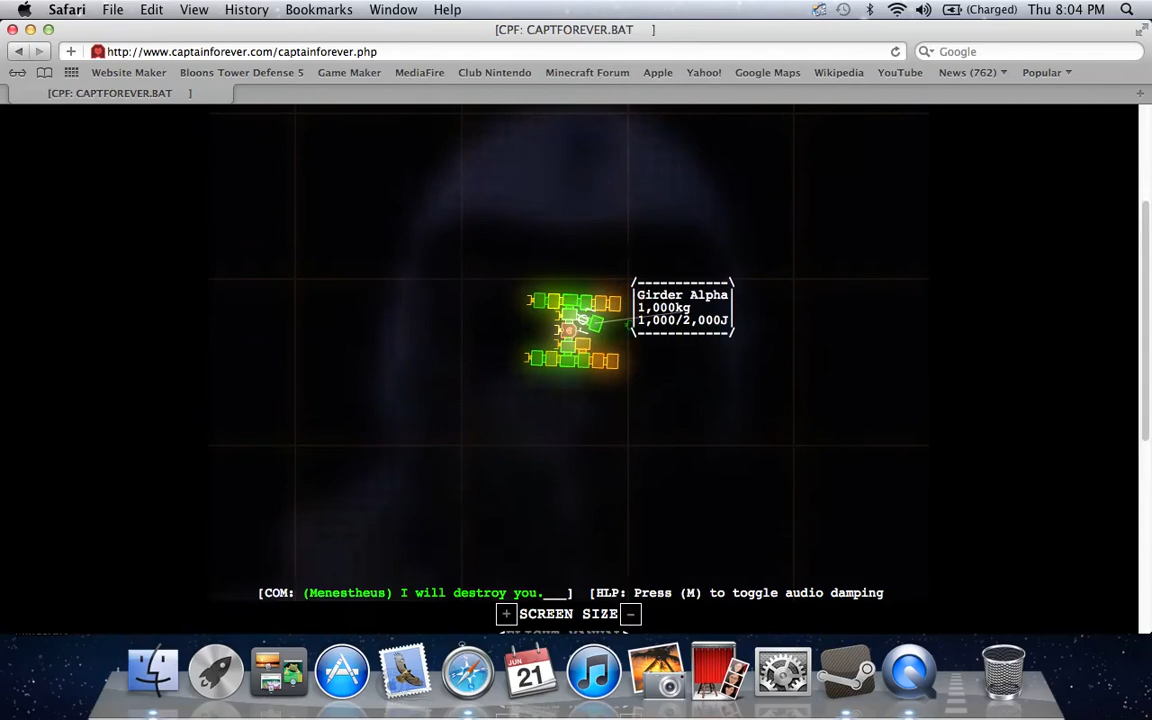 Safari File Edit View History Bookmarks Window Help (Charged) Thu 8:04 PM
[CPF: CAPTFOREVER.BAT ]
http://www.captainforever.com/captainforever.php Google
Website Maker Bloons Tower Defense 5 Game Maker MediaFire Club Nintendo Minecraft Forum Apple Yahoo! Google Maps Wikipedia YouTube News (762) Popular
[CPF: CAPTFOREVER.BAT ]
/------------\
|Girder Alpha|
|1,000kg |
|1,000/2,000J|
\------------/
[COM: (Menestheus) I will destroy you.___] [HLP: Press (M) to toggle audio damping
+ SCREEN SIZE -
JUN
21